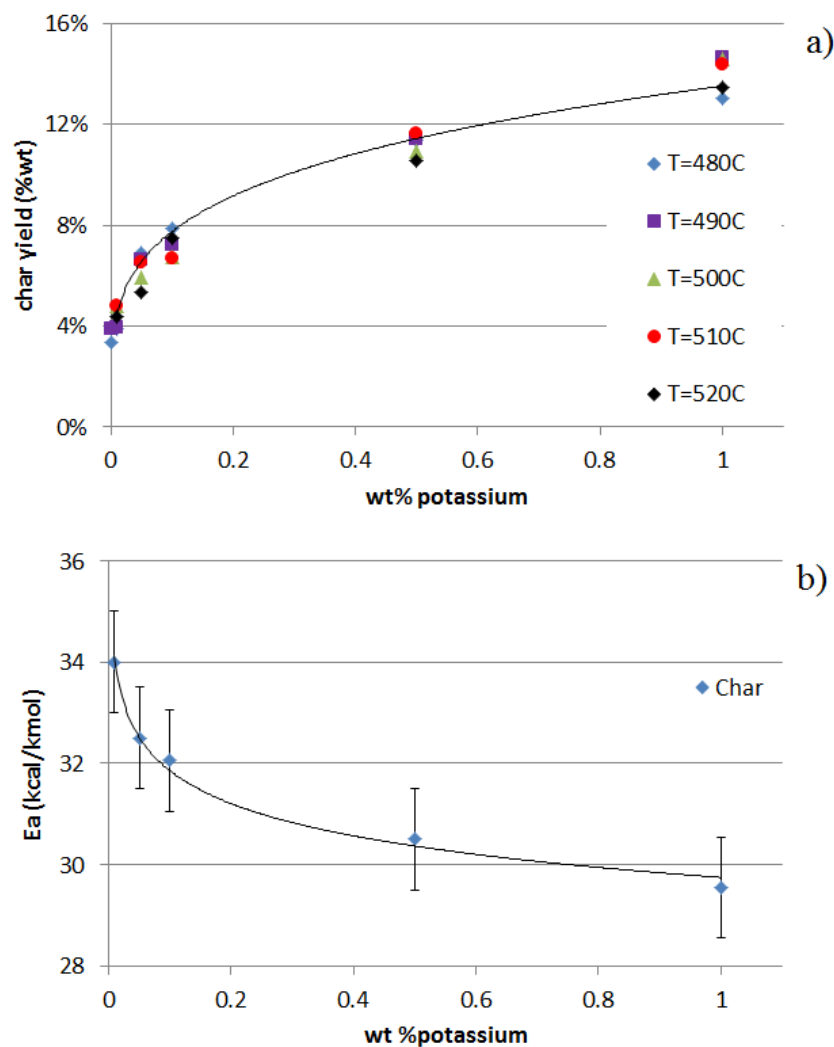 a)
16%
12%
8%
4%
0%
char yield (%wt)
T=480C
T=490C
T=500C
T=510C
T=520C
0 0.2 0.4 0.6 0.8 1
wt% potassium
b)
36
34
32
30
28
Ea (kcal/kmol)
Char
0 0.2 0.4 0.6 0.8 1
wt %potassium